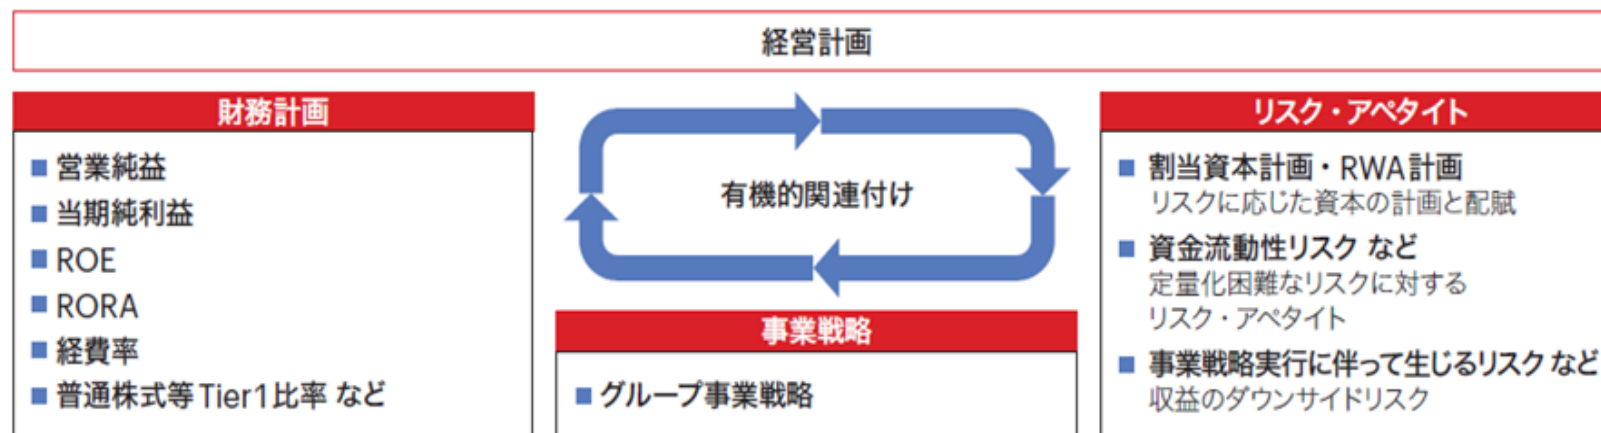 経営計画
財務計画
営業純益
当期純利益
ROE
RORA
経費率
普通株式等Tier1比率 など
有機的関連付け
事業戦略
グループ事業戦略
リスク・アペタイト
割当資本計画・RWA計画
リスクに応じた資本の計画と配賦
資金流動性リスク など
定量化困難なリスクに対する
リスク・アペタイト
事業戦略実行に伴って生じるリスク など
収益のダウンサイドリスク